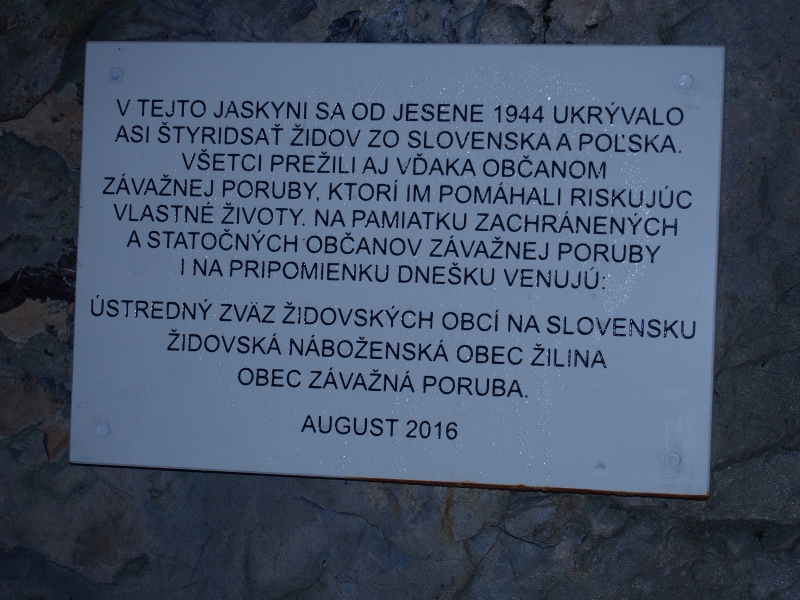 V TEJTO JASKYNI SA OD JESENE 1944 UKRÝVALO
ASI ŠTYRIDSAŤ ŽIDOV ZO SLOVENSKA A POĽSKA.
VŠETCI PREŽILI AJ VĎAKA OBČANOM
ZÁVAŽNEJ PORUBY, KTORÍ IM POMÁHALI RISKUJÚC
VLASTNÉ ŽIVOTY. NA PAMIATKU ZACHRÁNENÝCH
A STATOČNÝCH OBČANOV ZÁVAŽNEJ PORUBY
I NA PRIPOMIENKU DNEŠKU VENUJÚ:
ÚSTREDNÝ ZVÄZ ŽIDOVSKÝCH OBCÍ NA SLOVENSKU
ŽIDOVSKÁ NÁBOŽENSKÁ OBEC ŽILINA
OBEC ZÁVAŽNÁ PORUBA.
AUGUST 2016